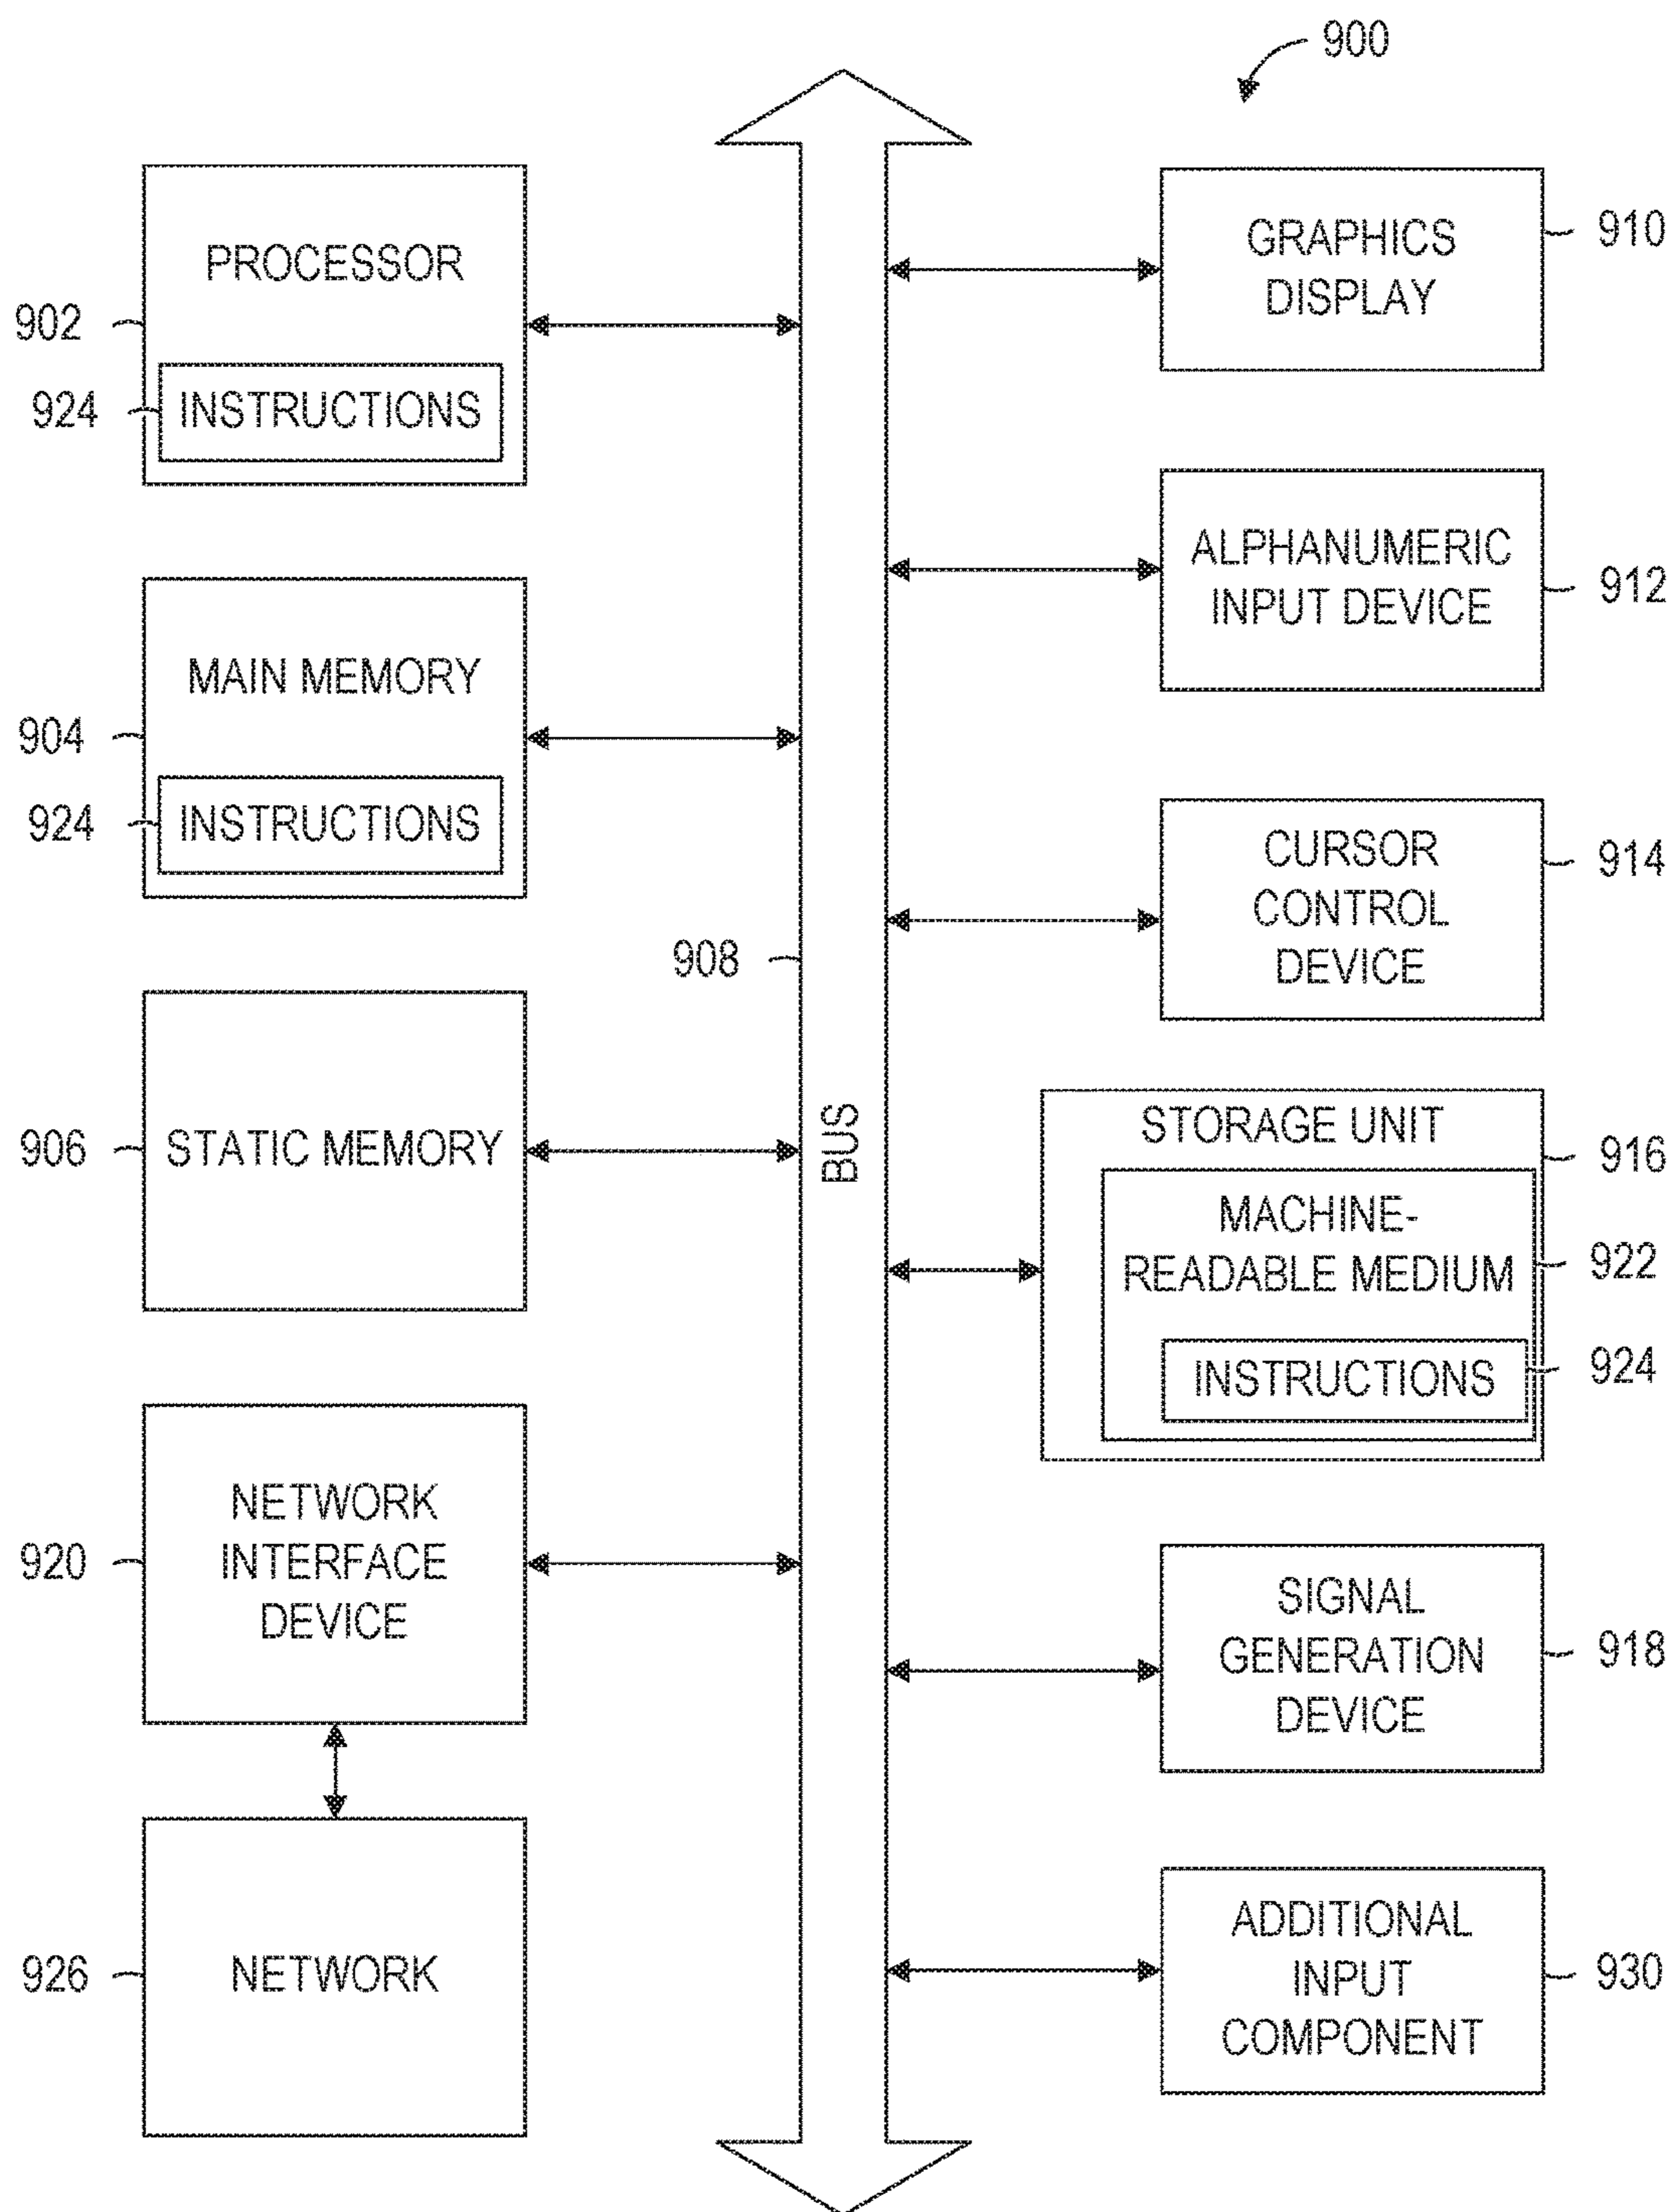 900
PROCESSOR
902
924
INSTRUCTIONS
MAIN MEMORY
904
924
INSTRUCTIONS
906
STATIC MEMORY
920
NETWORK
INTERFACE
DEVICE
926
NETWORK
908
BUS
GRAPHICS
DISPLAY
910
ALPHANUMERIC
INPUT DEVICE
912
CURSOR
CONTROL
DEVICE
914
STORAGE UNIT
916
MACHINE-
READABLE MEDIUM
922
INSTRUCTIONS
924
SIGNAL
GENERATION
DEVICE
918
ADDITIONAL
INPUT
COMPONENT
930